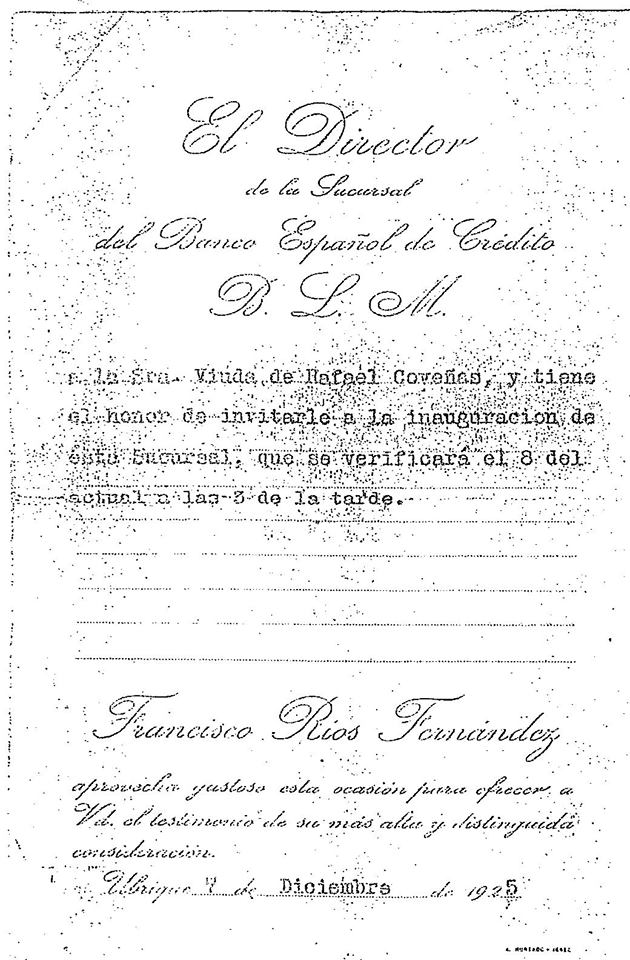 El Director
de la Sucursal
del Banco Español de Crédito
B. L. M.
a la Sra. Viuda de Rafael Coveñas, y tiene
el honor de invitarle a la inauguracion de
esta Sucursal, que se verificará el 8 del
actual a las 3 de la tarde.
Francisco Rios Fernández
aprovecha gustoso esta ocasión para ofrecer a
Vd. el testimonio de su más alta y distinguida
consideración.
Ubrique 7 de Diciembre de 1925